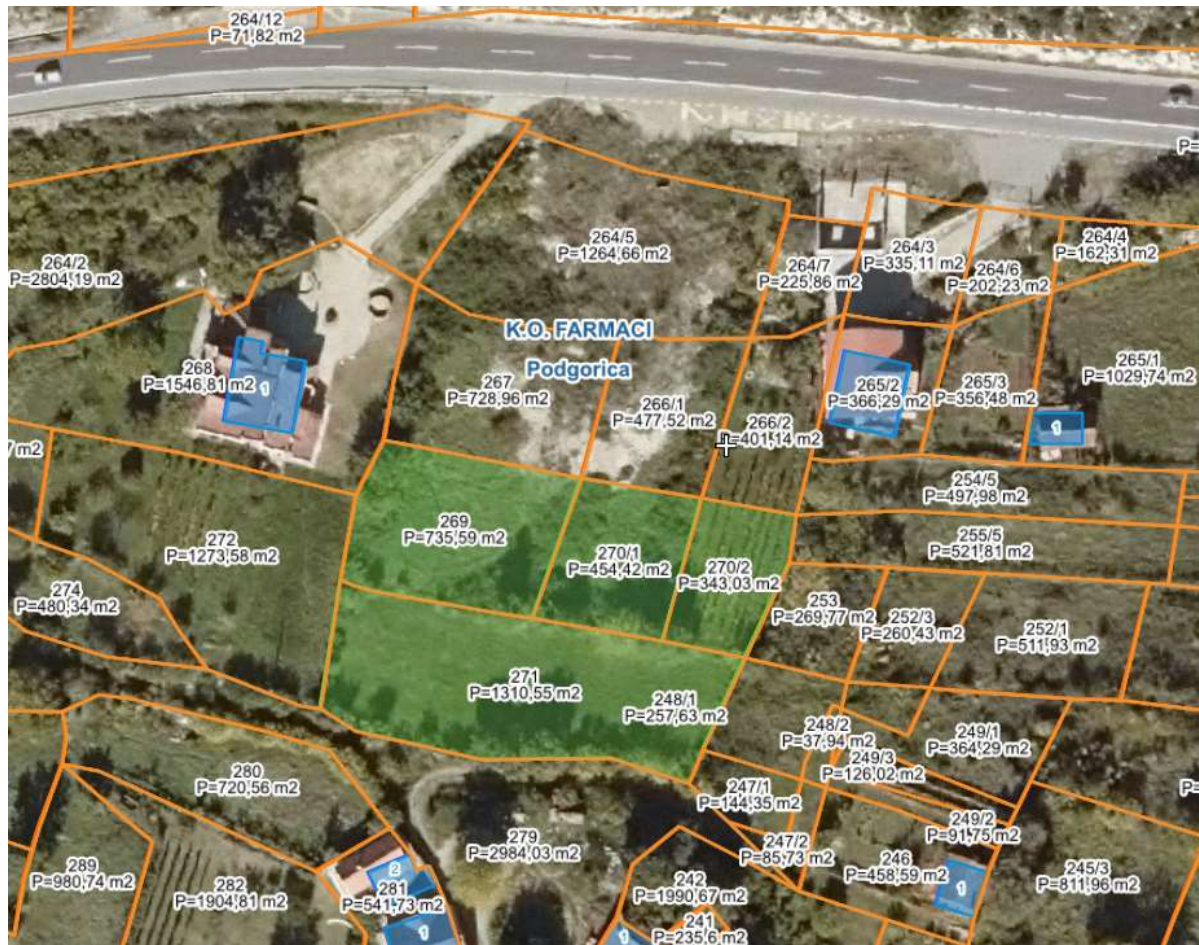 264/12
P=71,82 m2
P=
264/5
P=1264,66 m2
264/3
P=335,11 m2
264/4
P=162,31 m2
264/2
P=2804,19 m2
264/7
P=225,86 m2
264/6
P=202,23 m2
K.O. FARMACI
Podgorica
268
P=1546,81 m2
1
267
P=728,96 m2
266/1
P=477,52 m2
266/2
P=401,14 m2
265/2
P=366,29 m2
265/3
P=356,48 m2
265/1
P=1029,74 m2
1
7 m2
254/5
P=497,98 m2
272
P=1273,58 m2
269
P=735,59 m2
270/1
P=454,42 m2
270/2
P=343,03 m2
255/5
P=521,81 m2
274
P=480,34 m2
253
P=269,77 m2
252/3
P=260,43 m2
252/1
P=511,93 m2
271
P=1310,55 m2
248/1
P=257,63 m2
248/2
P=37,94 m2
249/1
P=364,29 m2
249/3
P=126,02 m2
280
P=720,56 m2
247/1
P=144,35 m2
P=
249/2
P=91,75 m2
279
P=2984,03 m2
247/2
P=85,73 m2
246
P=458,59 m2
1
245/3
P=811,96 m2
289
P=980,74 m2
282
P=1904,81 m2
2
281
P=541,73 m2
1
242
P=1990,67 m2
241
P=235,6 m2
1